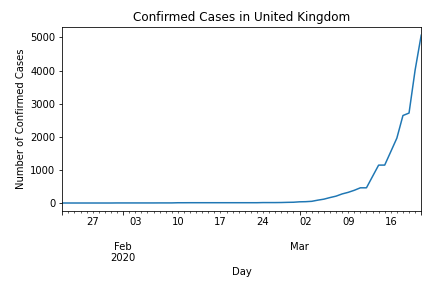 Confirmed Cases in United Kingdom
Number of Confirmed Cases
5000
4000
3000
2000
1000
0
27 03 10 17 24 02 09 16
Feb Mar
2020
Day